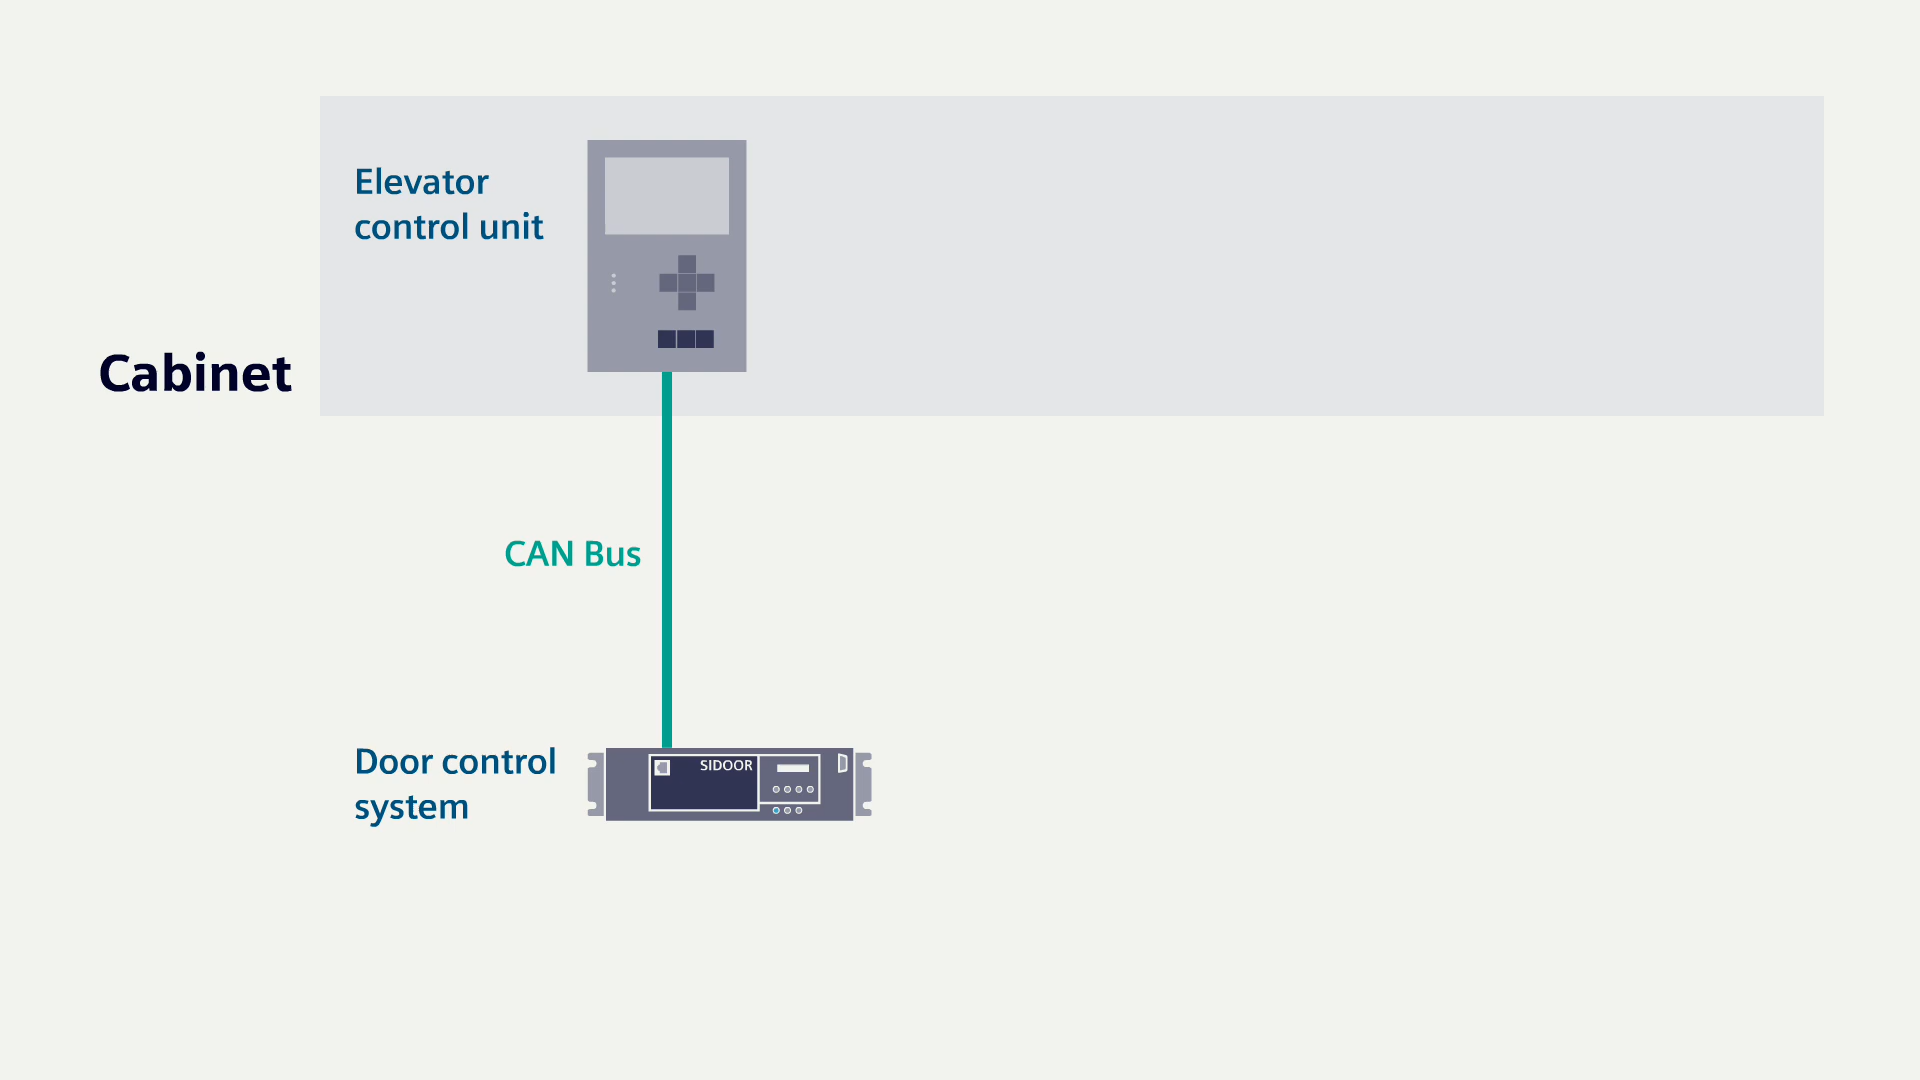 Elevator
control unit
Cabinet
CAN Bus
Door control
system
SIDOOR